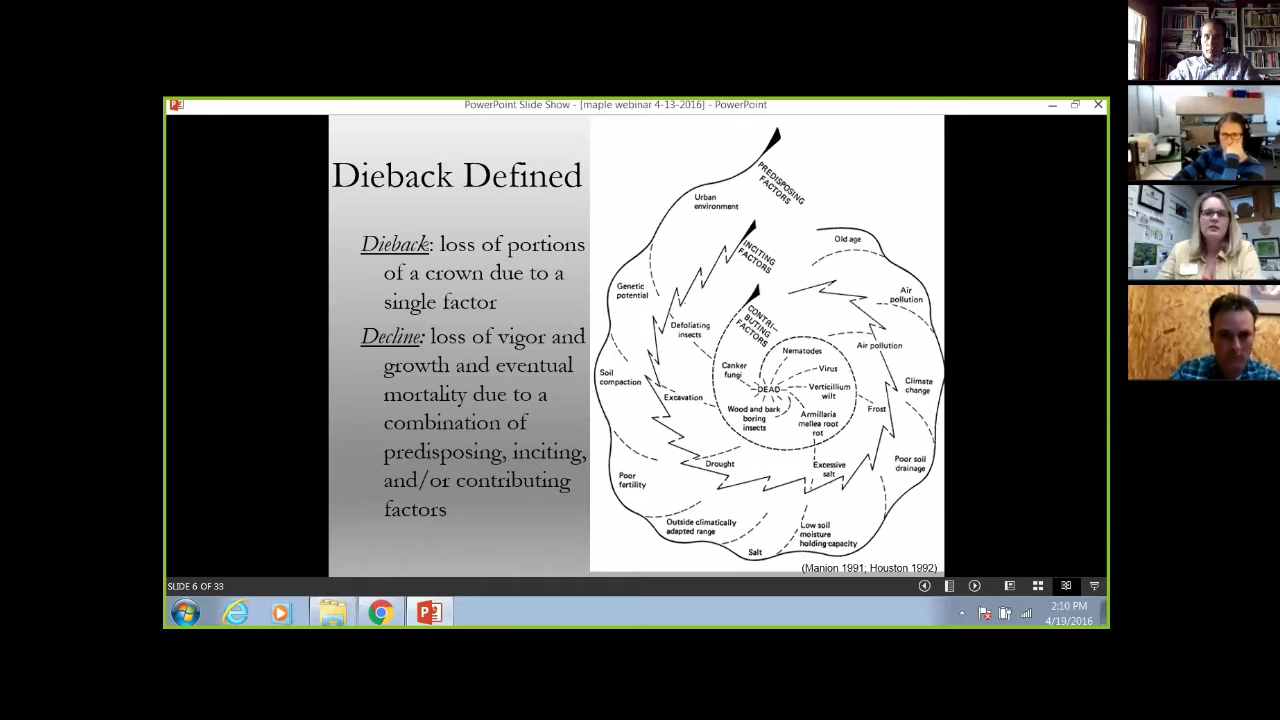 PowerPoint Slide Show - [maple webinar 4-13-2016] - PowerPoint
Dieback Defined
Dieback: loss of portions
of a crown due to a
single factor
Decline: loss of vigor and
growth and eventual
mortality due to a
combination of
predisposing, inciting,
and/or contributing
factors
PREDISPOSING
FACTORS
Urban
environment
INCITING
FACTORS
Old age
Genetic
potential
Air
pollution
CONTRI-
BUTING
FACTORS
Defoliating
insects
Nematodes
Air pollution
Canker
fungi
Virus
Soil
compaction
DEAD
Verticillium
wilt
Climate
change
Excavation
Wood and bark
boring
insects
Armillaria
mellea root
rot
Frost
Drought
Excessive
salt
Poor soil
drainage
Poor
fertility
Outside climatically
adapted range
Salt
Low soil
moisture
holding capacity
(Manion 1991; Houston 1992)
SLIDE 6 OF 33
2:10 PM
4/19/2016